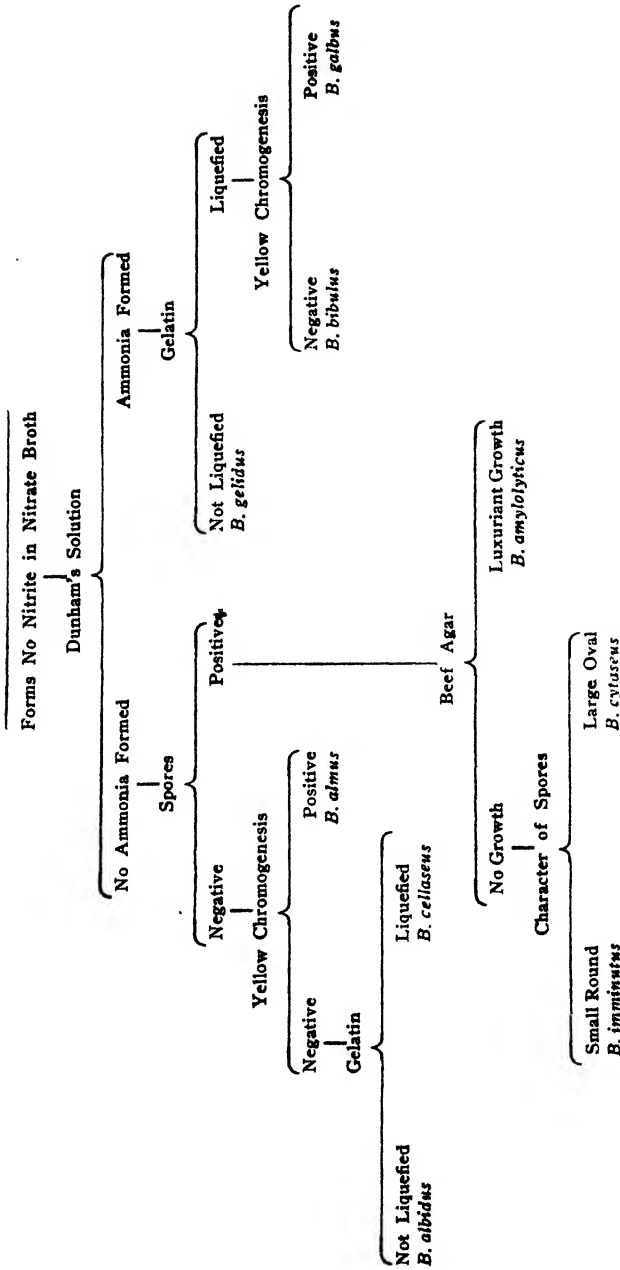 Forms No Nitrite in Nitrate Broth
Dunham's Solution
No Ammonia Formed
Ammonia Formed
Spores
Gelatin
Negative
Positive
Not Liquefied
Liquefied
B. gelidus
Yellow Chromogenesis
Yellow Chromogenesis
Negative
Positive
Negative
Positive
B. almus
B. bibulus
B. galbus
Gelatin
Not Liquefied
Liquefied
B. albidus
B. cellaseus
Beef Agar
No Growth
Luxuriant Growth
B. amylolyticus
Character of Spores
Small Round
Large Oval
B. imminutus
B. cytaseus